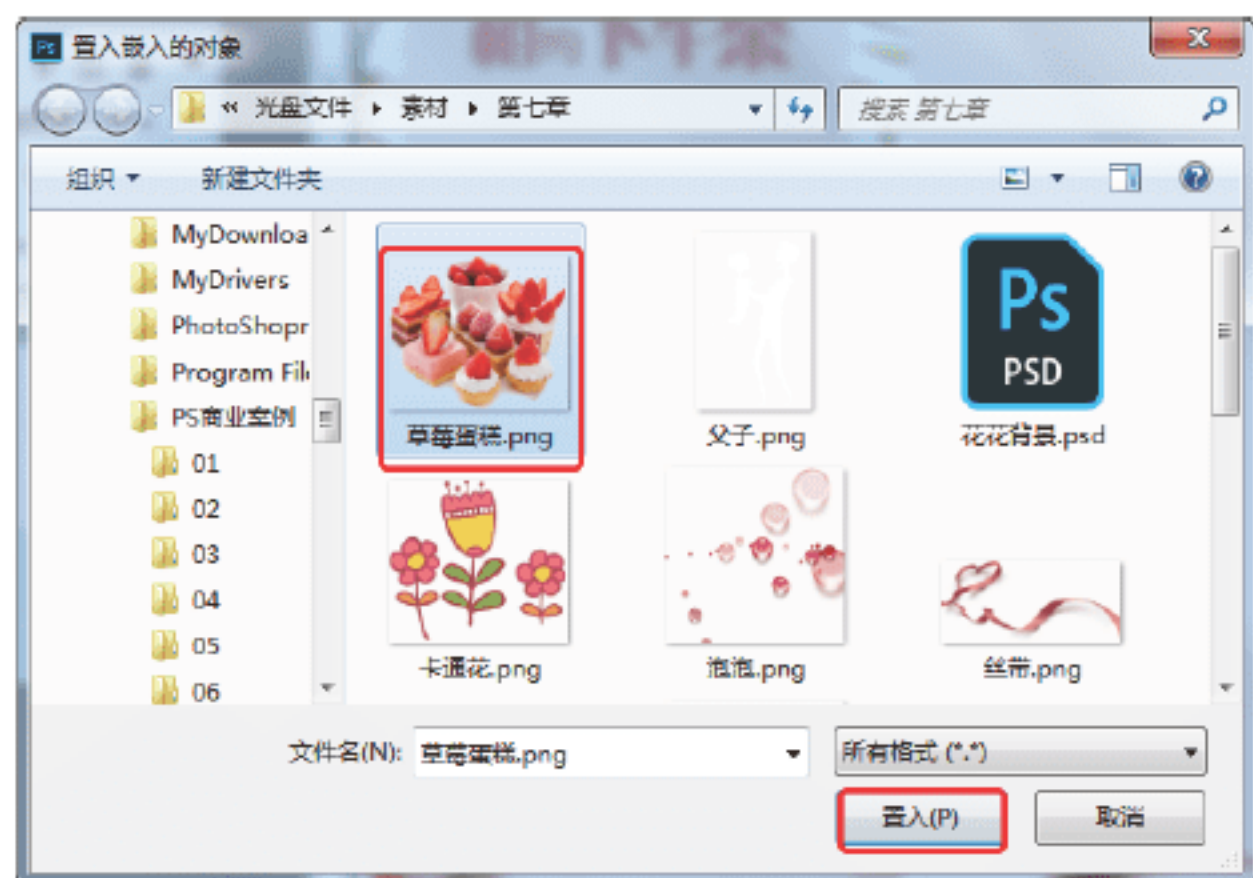 Ps 置入嵌入的对象
« 光盘文件 ▸ 素材 ▸ 第七章
搜索 第七章
组织 新建文件夹
MyDownloa
MyDrivers
PhotoShopr
Program File
PS商业案例
01
02
03
04
05
06
Ps
PSD
草莓蛋糕.png 父子.png 花花背景.psd
卡通花.png 泡泡.png 丝带.png
文件名(N): 草莓蛋糕.png 所有格式 (*.*)
置入(P) 取消